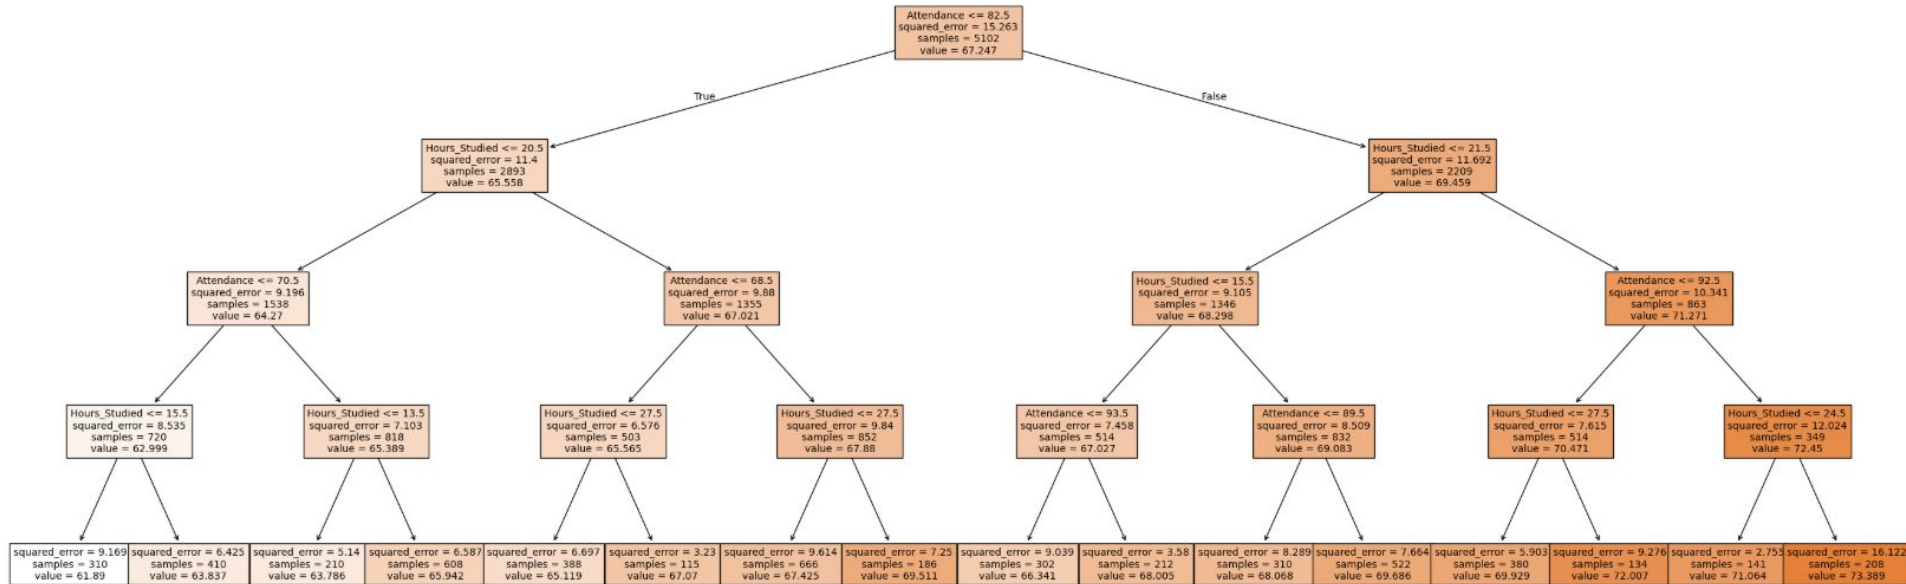 Attendance <= 82.5
squared_error = 15.263
samples = 5102
value = 67.247
True
False
Hours_Studied <= 20.5
squared_error = 11.4
samples = 2893
value = 65.558
Hours_Studied <= 21.5
squared_error = 11.692
samples = 2209
value = 69.459
Attendance <= 70.5
squared_error = 9.196
samples = 1538
value = 64.27
Attendance <= 68.5
squared_error = 9.88
samples = 1355
value = 67.021
Hours_Studied <= 15.5
squared_error = 9.105
samples = 1346
value = 68.298
Attendance <= 92.5
squared_error = 10.341
samples = 863
value = 71.271
Hours_Studied <= 15.5
squared_error = 8.535
samples = 720
value = 62.999
Hours_Studied <= 13.5
squared_error = 7.103
samples = 818
value = 65.389
Hours_Studied <= 27.5
squared_error = 6.576
samples = 503
value = 65.565
Hours_Studied <= 27.5
squared_error = 9.84
samples = 852
value = 67.88
Attendance <= 93.5
squared_error = 7.458
samples = 514
value = 67.027
Attendance <= 89.5
squared_error = 8.509
samples = 832
value = 69.083
Hours_Studied <= 27.5
squared_error = 7.615
samples = 514
value = 70.471
Hours_Studied <= 24.5
squared_error = 12.024
samples = 349
value = 72.45
squared_error = 9.169
samples = 310
value = 61.89
squared_error = 6.425
samples = 410
value = 63.837
squared_error = 5.14
samples = 210
value = 63.786
squared_error = 6.587
samples = 608
value = 65.942
squared_error = 6.697
samples = 388
value = 65.119
squared_error = 3.23
samples = 115
value = 67.07
squared_error = 9.614
samples = 666
value = 67.425
squared_error = 7.25
samples = 186
value = 69.511
squared_error = 9.039
samples = 302
value = 66.341
squared_error = 3.58
samples = 212
value = 68.005
squared_error = 8.289
samples = 310
value = 68.068
squared_error = 7.664
samples = 522
value = 69.686
squared_error = 5.903
samples = 380
value = 69.929
squared_error = 9.276
samples = 134
value = 72.007
squared_error = 2.755
samples = 141
value = 71.064
squared_error = 16.122
samples = 208
value = 73.389